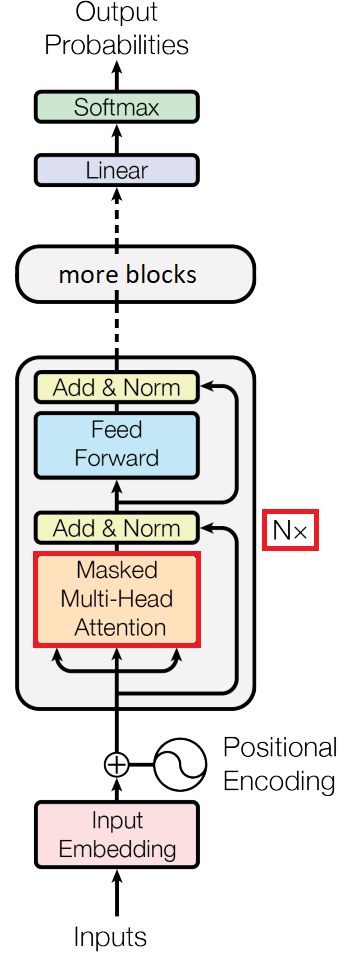 Output
Probabilities
Softmax
Linear
more blocks
Add & Norm
Feed
Forward
Add & Norm
N×
Masked
Multi-Head
Attention
Positional
Encoding
Input
Embedding
Inputs